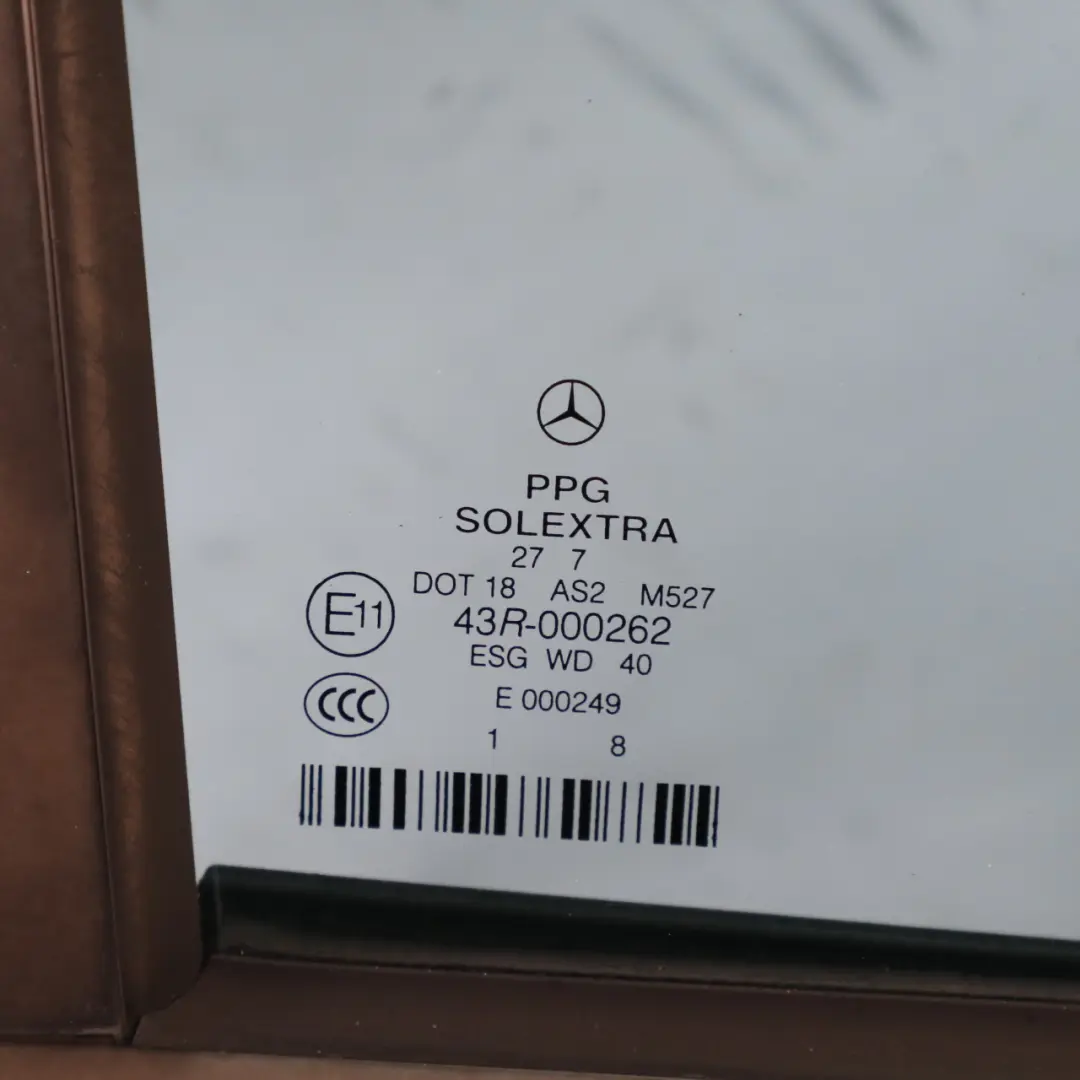 PPG
SOLEXTRA
27 7
DOT 18 AS2 M527
E11
43R-000262
ESG WD 40
CCC
E 000249
1 8